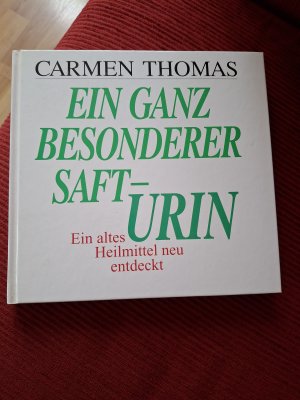 CARMEN THOMAS
EIN GANZ
BESONDERER
SAFT–
URIN
Ein altes
Heilmittel neu
entdeckt